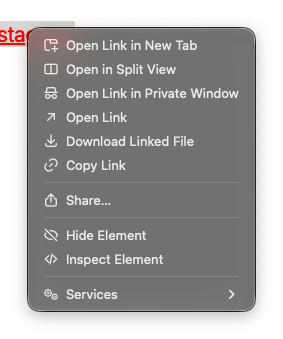 Open Link in New Tab
Open in Split View
Open Link in Private Window
Open Link
Download Linked File
Copy Link
Share...
Hide Element
Inspect Element
Services